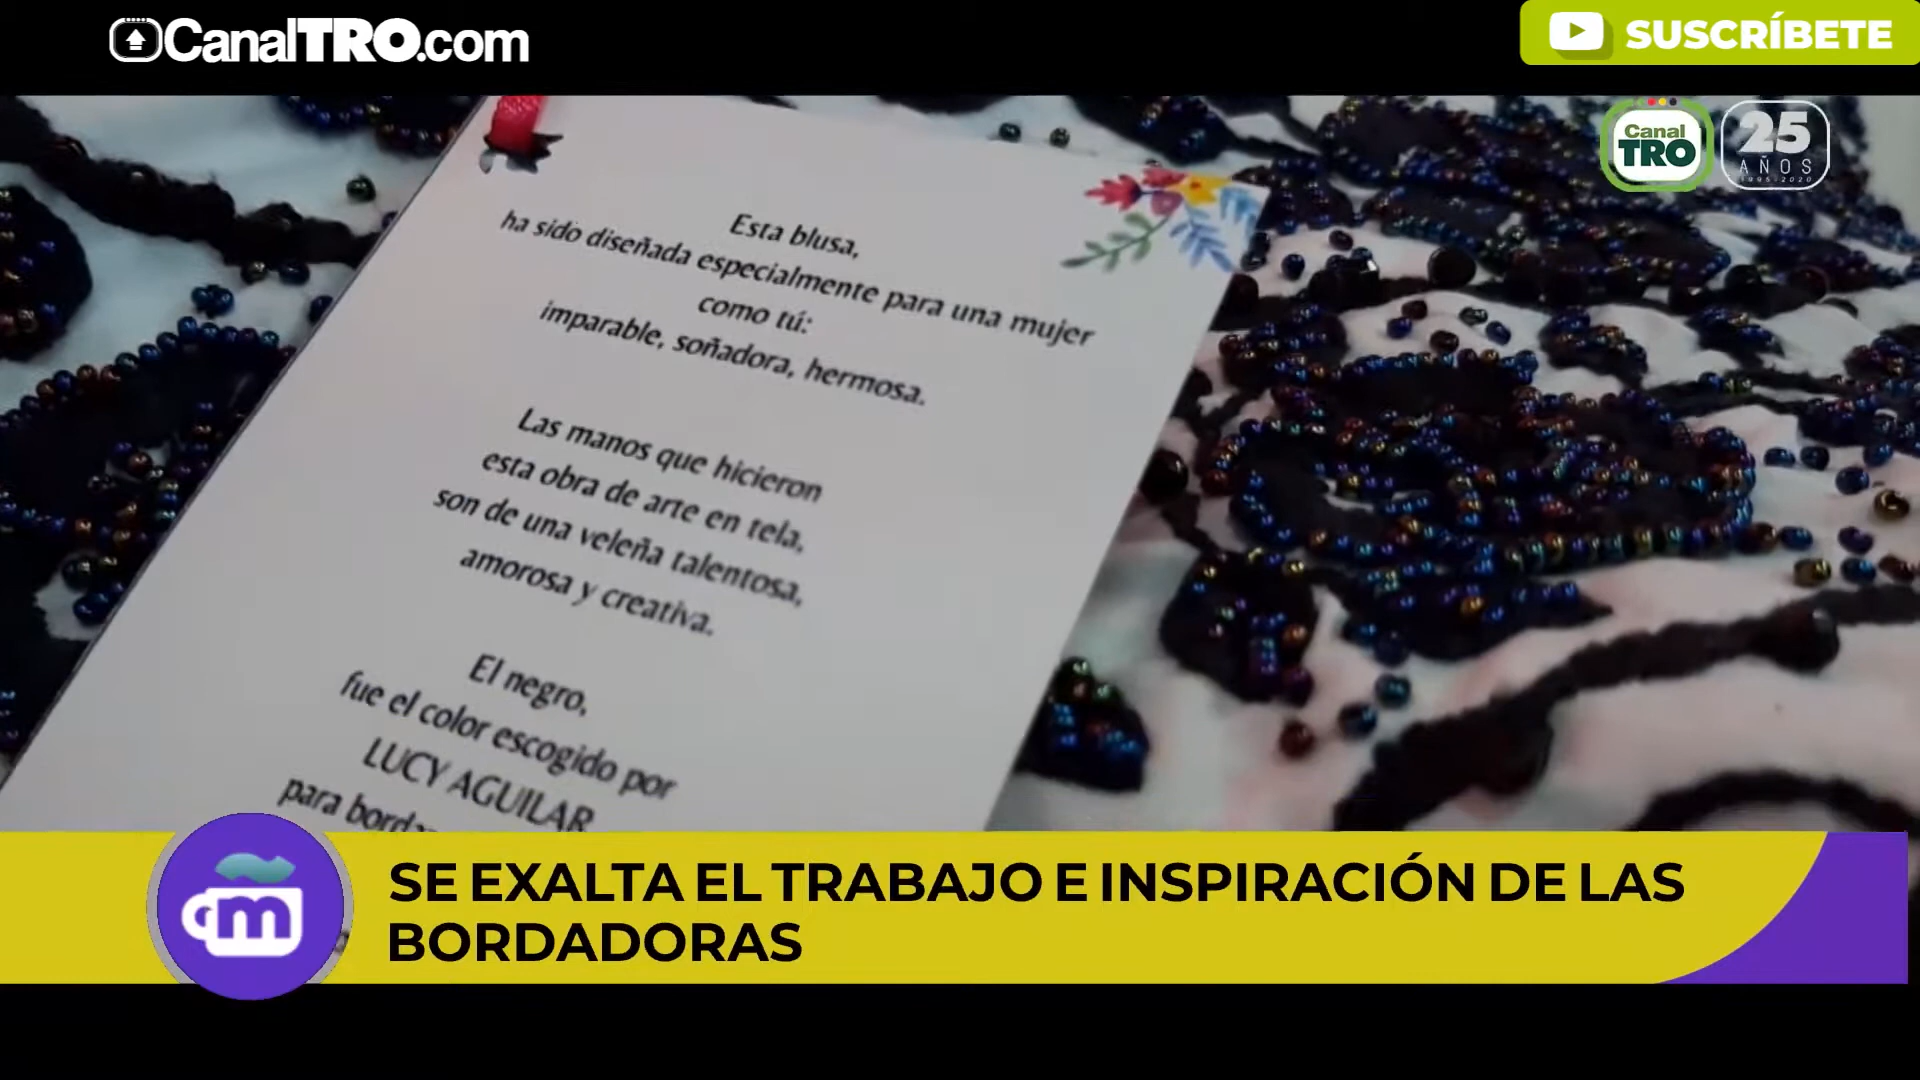 CanalTRO.com
SUSCRÍBETE
Canal
TRO
25
AÑOS
1995-2020
Esta blusa,
ha sido diseñada especialmente para una mujer
como tú:
imparable, soñadora, hermosa.
Las manos que hicieron
esta obra de arte en tela,
son de una veleña talentosa,
amorosa y creativa.
El negro,
fue el color escogido por
LUCY AGUILAR
para
m
SE EXALTA EL TRABAJO E INSPIRACIÓN DE LAS
BORDADORAS